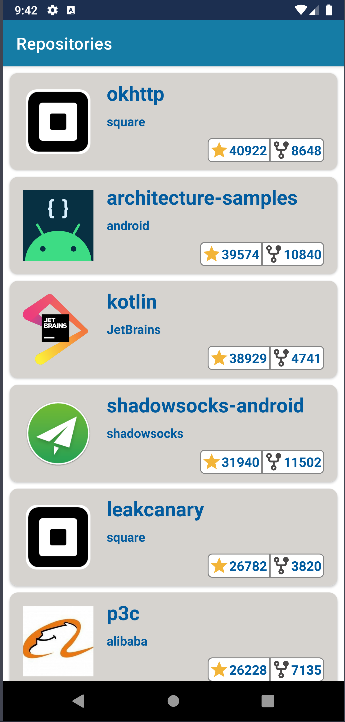 9:42
Repositories
okhttp
square
40922 8648
{ }
architecture-samples
android
39574 10840
kotlin
JET
BRAINS
JetBrains
38929 4741
shadowsocks-android
shadowsocks
31940 11502
leakcanary
square
26782 3820
p3c
alibaba
26228 7135